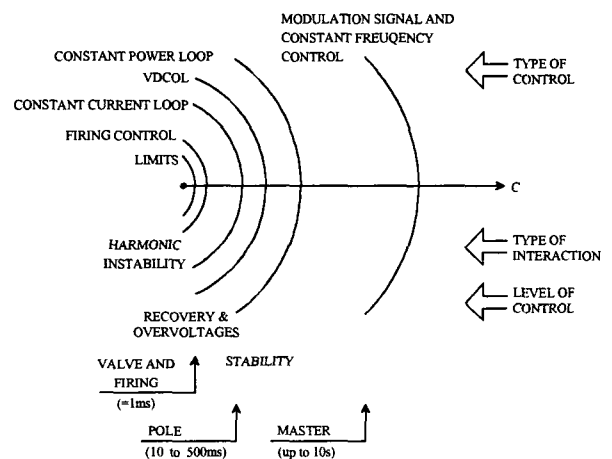 MODULATION SIGNAL AND
CONSTANT FREUQENCY
CONTROL
CONSTANT POWER LOOP
VDCOL
CONSTANT CURRENT LOOP
FIRING CONTROL
LIMITS
TYPE OF
CONTROL
C
HARMONIC
INSTABILITY
TYPE OF
INTERACTION
RECOVERY &
OVERVOLTAGES
LEVEL OF
CONTROL
VALVE AND
FIRING
(=1ms)
STABILITY
POLE
(10 to 500ms)
MASTER
(up to 10s)